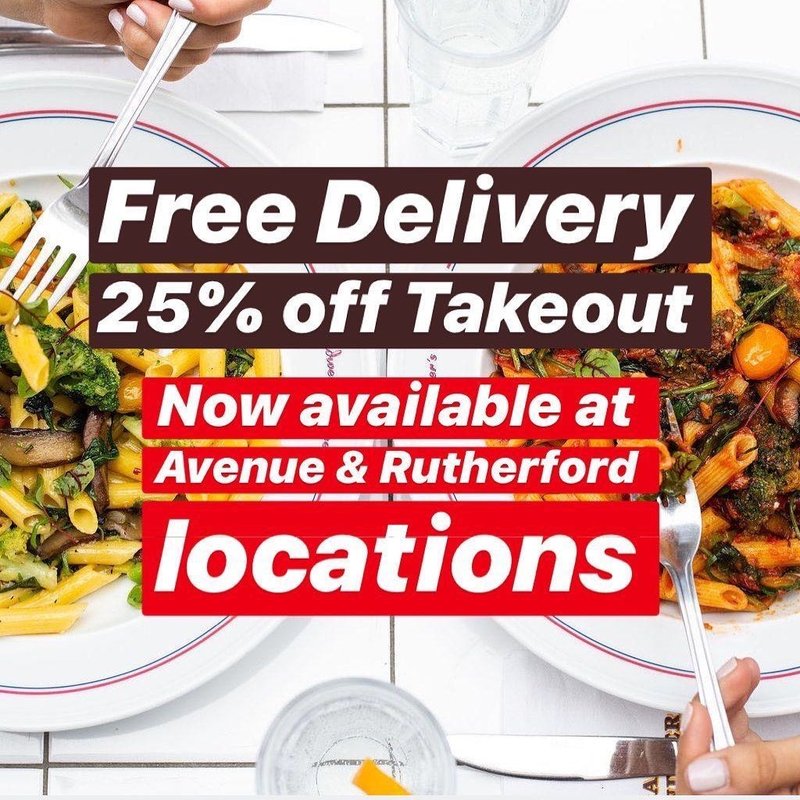 Free Delivery
25% off Takeout
Now available at
Avenue & Rutherford
locations